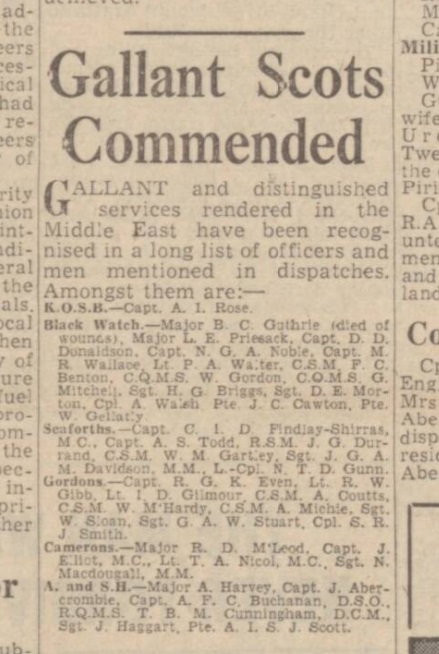 Gallant Scots
Commended
GALLANT and distinguished
services rendered in the
Middle East have been recog-
nised in a long list of officers and
men mentioned in dispatches.
Amongst them are:—
K.O.S.B.—Capt. A. I. Rose.
Black Watch.—Major B. C. Guthrie (died of
wounds), Major L. E. Priesack, Capt. D. D.
Donaldson, Capt. N. G. A. Noble, Capt. M.
R. Wallace, Lt. P. A. Walter, C.S.M. F. C.
Benton, C.Q.M.S. W. Gordon, C.Q.M.S. G.
Mitchell, Sgt. H. G. Briggs, Sgt. D. E. Mor-
ton, Cpl. A. Walsh Pte. J. C. Cawton, Pte.
W. Gellatly.
Seaforths.—Capt. C. I. D. Findlay-Shirras,
M.C., Capt. A. S. Todd, R.S.M. J. G. Dur-
rand, C.S.M. W. M. Gartley, Sgt. J. G. A.
M. Davidson, M.M., L.-Cpl. N. T. D. Gunn.
Gordons.—Capt. R. G. K. Even, Lt. R. W.
Gibb, Lt. I. D. Gilmour, C.S.M. A. Coutts,
C.S.M. W. M'Hardy, C.S.M. A. Michie, Sgt.
W. Sloan, Sgt. G. A. W. Stuart, Cpl. S. R.
J. Smith.
Camerons.—Major R. D. M'Leod, Capt. J.
Elliot, M.C., Lt. T. A. Nicol, M.C., Sgt. N.
Macdougall, M.M.
A. and S.H.—Major A. Harvey, Capt. J. Aber-
crombie, Capt. A. F. C. Buchanan, D.S.O.,
R.Q.M.S. T. B. M. Cunningham, D.C.M.,
Sgt. J. Haggart, Pte. A. I. S. J. Scott.